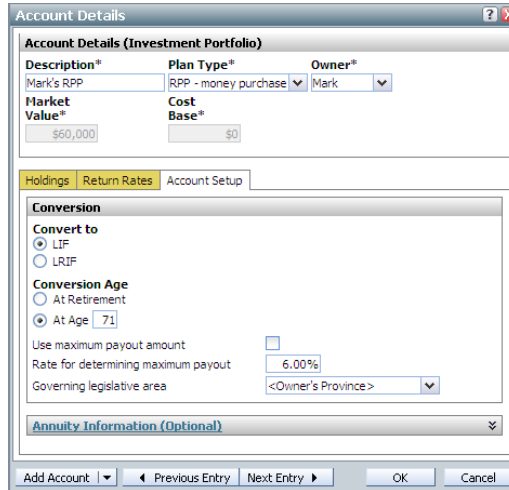 Account Details
?
Account Details (Investment Portfolio)
Description* Plan Type* Owner*
Mark's RPP RPP - money purchase Mark
Market Value* Cost Base*
$60,000 $0
Holdings Return Rates Account Setup
Conversion
Convert to
LIF
LRIF
Conversion Age
At Retirement
At Age 71
Use maximum payout amount
Rate for determining maximum payout 6.00%
Governing legislative area <Owner's Province>
Annuity Information (Optional)
Add Account Previous Entry Next Entry OK Cancel